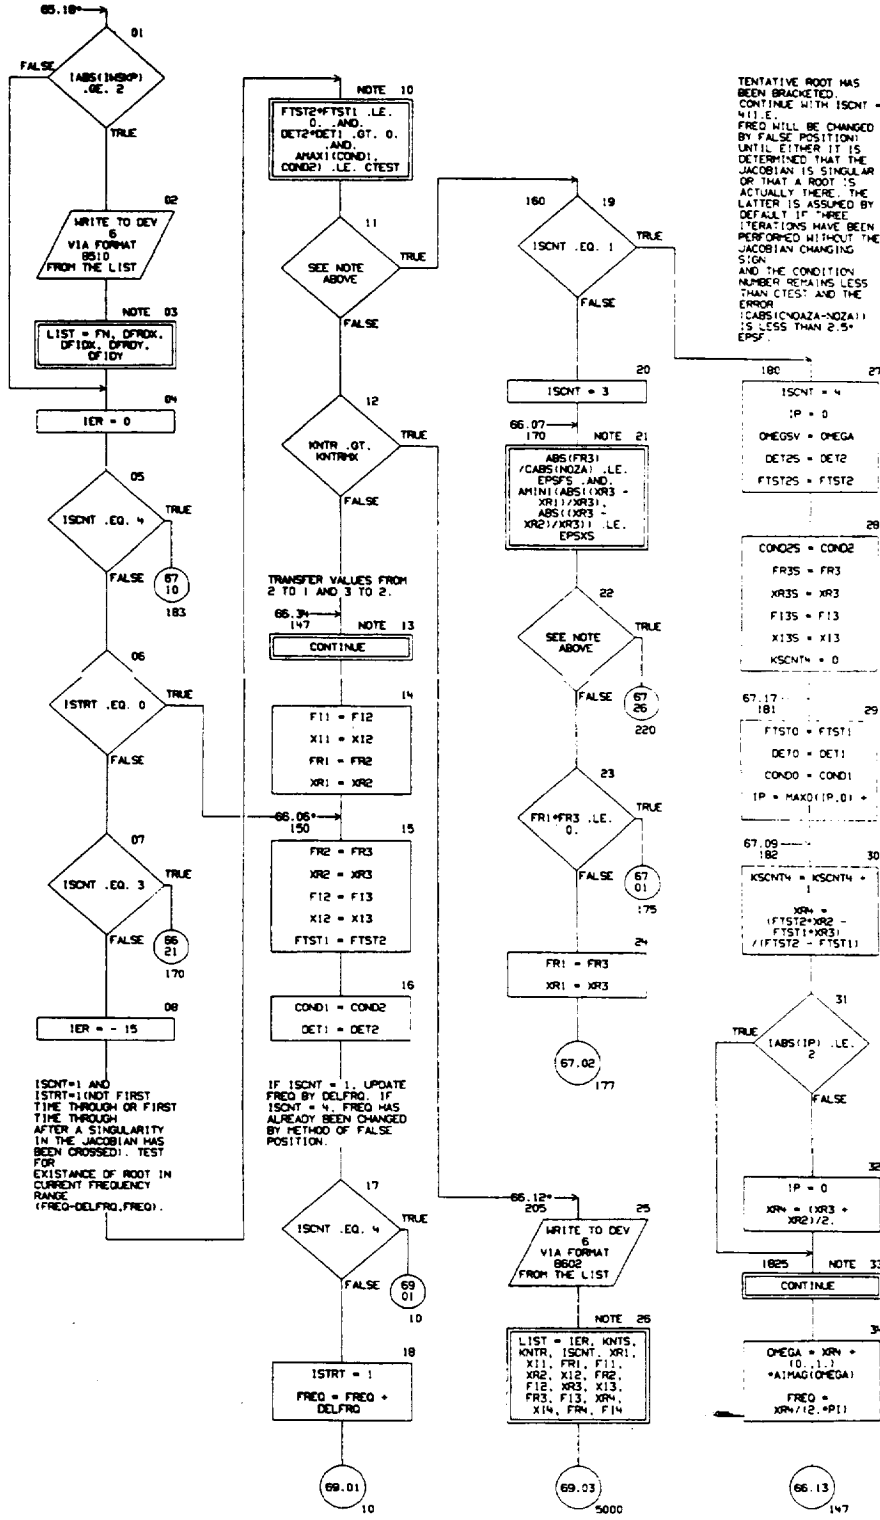 65.18*
01
IABS(IWSKP)
.GE. 2
FALSE
TRUE
02
WRITE TO DEV
6
VIA FORMAT
8510
FROM THE LIST
NOTE 03
LIST = FN, DFRDX,
DFIDX, DFRDY,
DFIDY
04
IER = 0
05
ISCNT .EQ. 4
TRUE
67
10
183
FALSE
06
ISTRT .EQ. 0
TRUE
FALSE
07
ISCNT .EQ. 3
TRUE
66
21
170
FALSE
08
IER = - 15
ISCNT=1 AND
ISTRT=1(NOT FIRST
TIME THROUGH OR FIRST
TIME THROUGH
AFTER A SINGULARITY
IN THE JACOBIAN HAS
BEEN CROSSED). TEST
FOR
EXISTANCE OF ROOT IN
CURRENT FREQUENCY
RANGE
(FREQ-DELFRQ,FREQ).
NOTE 10
FTST2*FTST1 .LE.
0. .AND.
DET2*DET1 .GT. 0.
.AND.
AMAX1(COND1,
COND2) .LE. CTEST
11
SEE NOTE
ABOVE
TRUE
FALSE
12
KNTR .GT.
KNTRMX
TRUE
FALSE
TRANSFER VALUES FROM
2 TO 1 AND 3 TO 2.
66.34
147
NOTE 13
CONTINUE
14
FI1 = FI2
XI1 = XI2
FR1 = FR2
XR1 = XR2
66.06*
150
15
FR2 = FR3
XR2 = XR3
FI2 = FI3
XI2 = XI3
FTST1 = FTST2
16
COND1 = COND2
DET1 = DET2
IF ISCNT = 1, UPDATE
FREQ BY DELFRQ. IF
ISCNT = 4, FREQ HAS
ALREADY BEEN CHANGED
BY METHOD OF FALSE
POSITION.
17
ISCNT .EQ. 4
TRUE
69
01
10
FALSE
18
ISTRT = 1
FREQ = FREQ +
DELFRQ
69.01
10
160
19
ISCNT .EQ. 1
TRUE
FALSE
20
ISCNT = 3
66.07
170
NOTE 21
ABS(FR3)
/CABS(NOZA) .LE.
EPSFS .AND.
AMIN1(ABS((XR3 -
XR1)/XR3),
ABS((XR3 -
XR2)/XR3)) .LE.
EPSXS
22
SEE NOTE
ABOVE
TRUE
67
26
220
FALSE
23
FR1*FR3 .LE.
0.
TRUE
67
01
175
FALSE
24
FR1 = FR3
XR1 = XR3
67.02
177
66.12*
205
25
WRITE TO DEV
6
VIA FORMAT
8602
FROM THE LIST
NOTE 26
LIST = IER, KNTS,
KNTR, ISCNT, XR1,
XI1, FR1, FI1,
XR2, XI2, FR2,
FI2, XR3, XI3,
FR3, FI3, XR4,
XI4, FR4, FI4
69.03
5000
TENTATIVE ROOT HAS
BEEN BRACKETED.
CONTINUE WITH ISCNT =
4(I.E.
FREQ WILL BE CHANGED
BY FALSE POSITION)
UNTIL EITHER IT IS
DETERMINED THAT THE
JACOBIAN IS SINGULAR
OR THAT A ROOT IS
ACTUALLY THERE. THE
LATTER IS ASSUMED BY
DEFAULT IF THREE
ITERATIONS HAVE BEEN
PERFORMED WITHOUT THE
JACOBIAN CHANGING
SIGN
AND THE CONDITION
NUMBER REMAINS LESS
THAN CTEST AND THE
ERROR
(CABS(CNOAZA-NOZA))
IS LESS THAN 2.5*
EPSF.
180
27
ISCNT = 4
IP = 0
OMEGSV = OMEGA
DET2S = DET2
FTST2S = FTST2
28
COND2S = COND2
FR3S = FR3
XR3S = XR3
FI3S = FI3
XI3S = XI3
KSCNT4 = 0
67.17
181
29
FTST0 = FTST1
DET0 = DET1
COND0 = COND1
IP = MAX0(IP,0) +
67.09
182
30
KSCNT4 = KSCNT4 +
1
XR4 =
(FTST2*XR2 -
FTST1*XR3)
/(FTST2 - FTST1)
31
IABS(IP) .LE.
2
TRUE
FALSE
32
IP = 0
XR4 = (XR3 +
XR2)/2.
1825
NOTE 33
CONTINUE
34
OMEGA = XR4 +
(0.,1.)
*AIMAG(OMEGA)
FREQ =
XR4/(2.*PI)
66.13
147